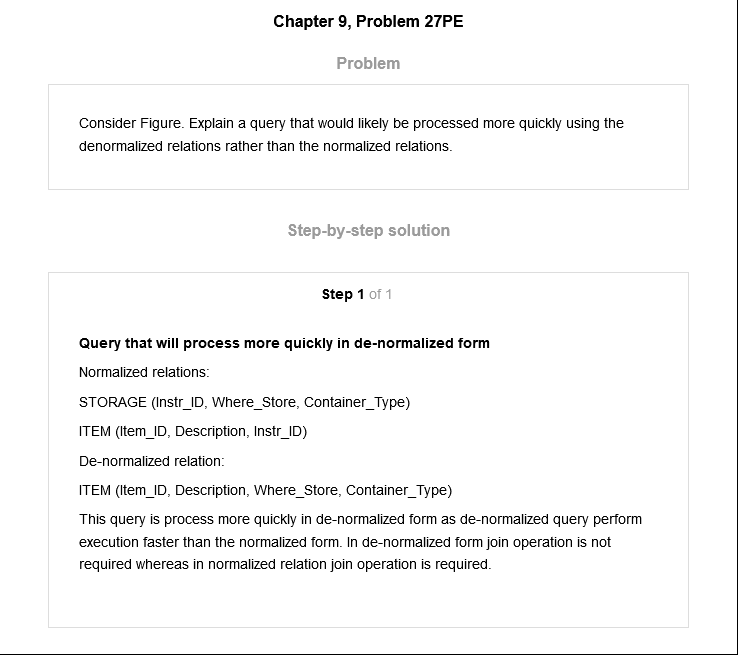 Chapter 9, Problem 27PE
Problem
Consider Figure. Explain a query that would likely be processed more quickly using the
denormalized relations rather than the normalized relations.
Step-by-step solution
Step 1 of 1
Query that will process more quickly in de-normalized form
Normalized relations:
STORAGE (Instr_ID, Where_Store, Container_Type)
ITEM (Item_ID, Description, Instr_ID)
De-normalized relation:
ITEM (Item_ID, Description, Where_Store, Container_Type)
This query is process more quickly in de-normalized form as de-normalized query perform
execution faster than the normalized form. In de-normalized form join operation is not
required whereas in normalized relation join operation is required.